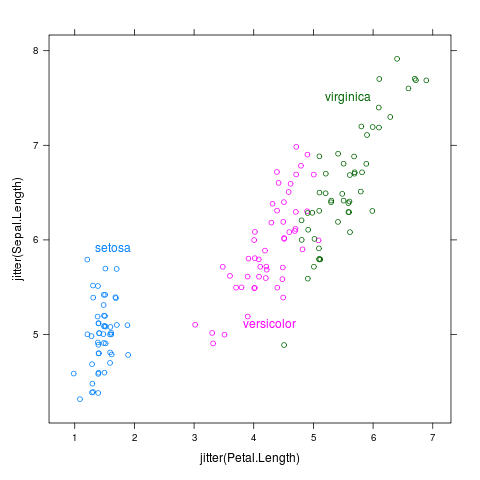 8
virginica
7
jitter(Sepal.Length)
6
setosa
versicolor
5
1 2 3 4 5 6 7
jitter(Petal.Length)